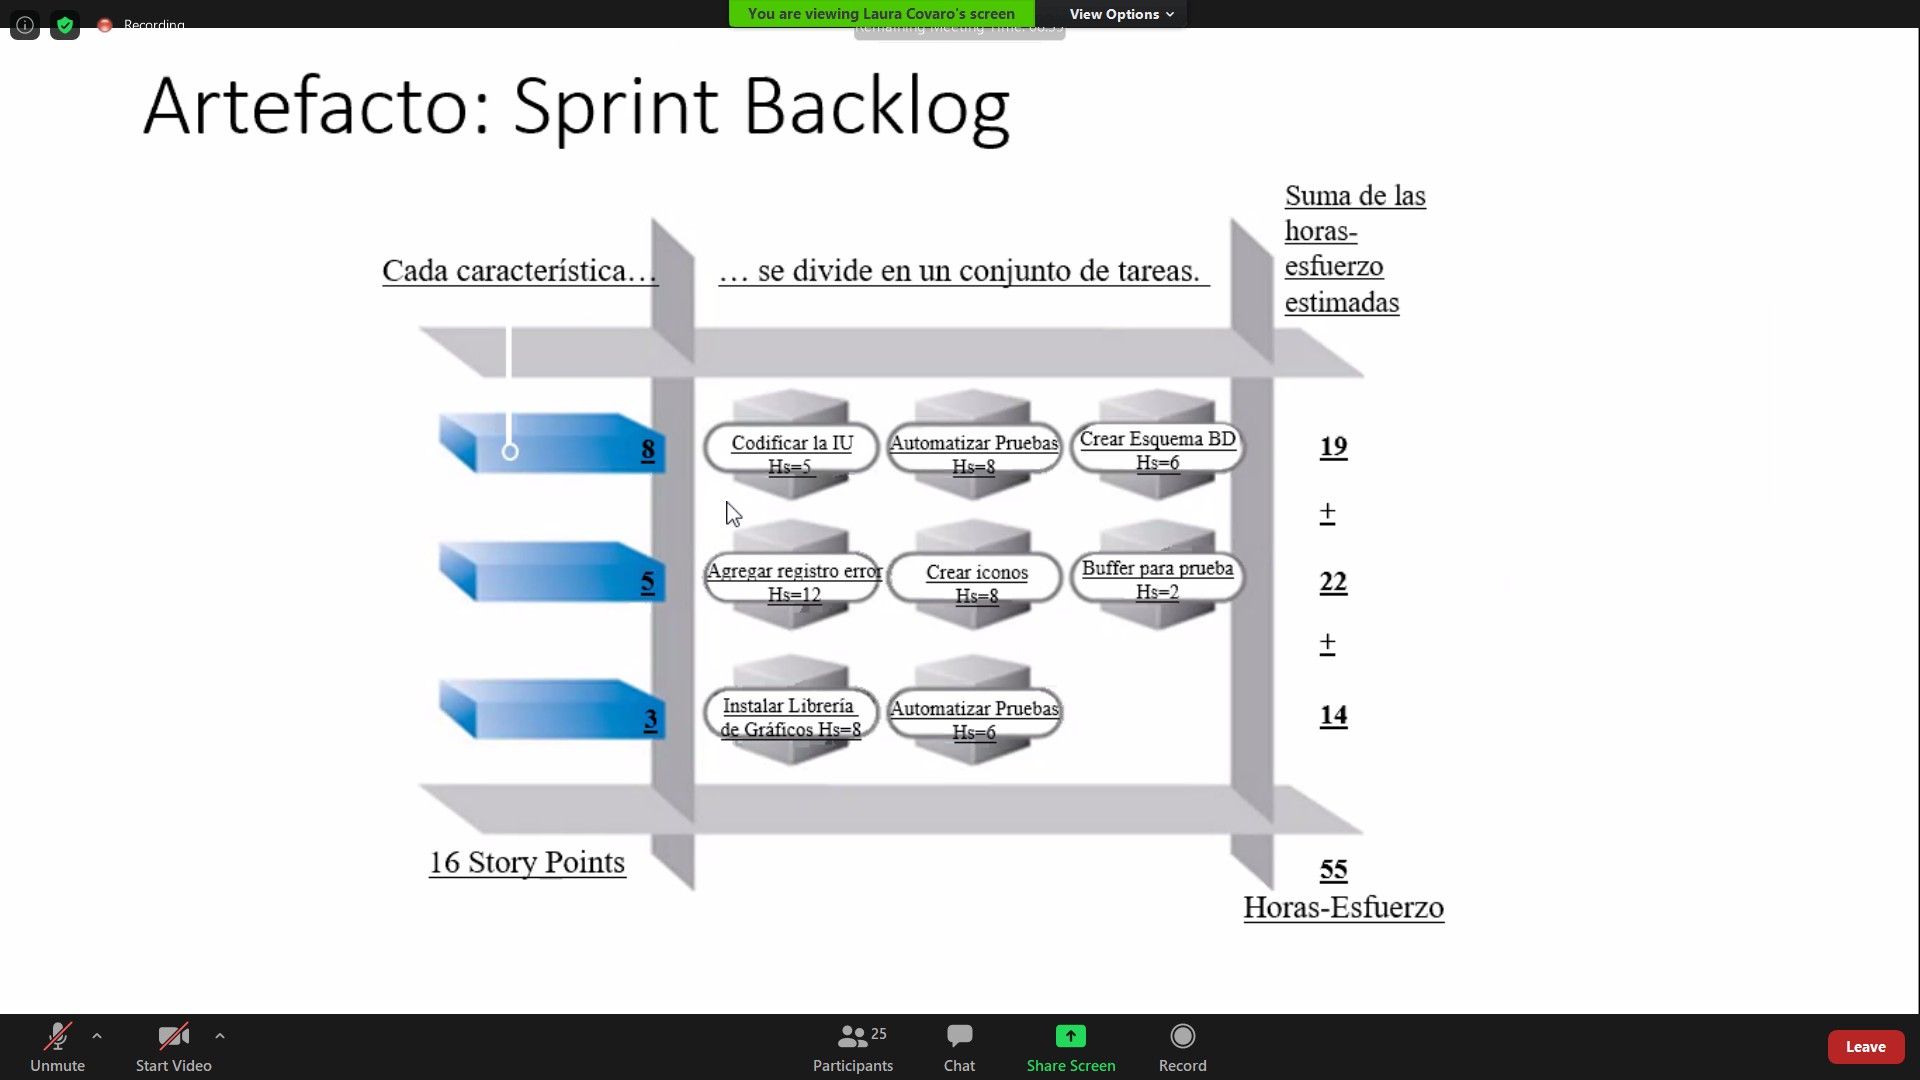 Recording
You are viewing Laura Covaro's screen
View Options
Remaining Meeting Time:
Artefacto: Sprint Backlog
Cada característica…
… se divide en un conjunto de tareas.
Suma de las
horas-
esfuerzo
estimadas
8
Codificar la IU
Hs=5
Automatizar Pruebas
Hs=8
Crear Esquema BD
Hs=6
19
+
5
Agregar registro error
Hs=12
Crear iconos
Hs=8
Buffer para prueba
Hs=2
22
+
3
Instalar Librería
de Gráficos Hs=8
Automatizar Pruebas
Hs=6
14
16 Story Points
55
Horas-Esfuerzo
Unmute
Start Video
25
Participants
Chat
Share Screen
Record
Leave